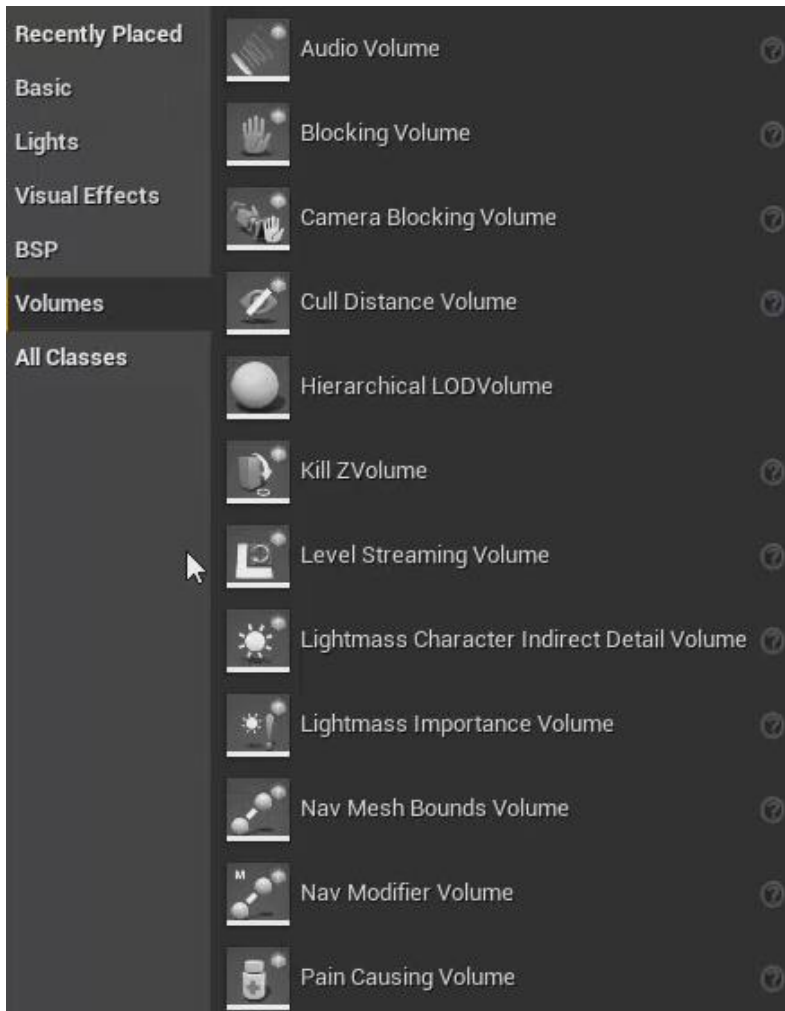 Recently Placed
Basic
Lights
Visual Effects
BSP
Volumes
All Classes
Audio Volume
Blocking Volume
Camera Blocking Volume
Cull Distance Volume
Hierarchical LODVolume
Kill ZVolume
Level Streaming Volume
Lightmass Character Indirect Detail Volume
Lightmass Importance Volume
Nav Mesh Bounds Volume
M
Nav Modifier Volume
Pain Causing Volume